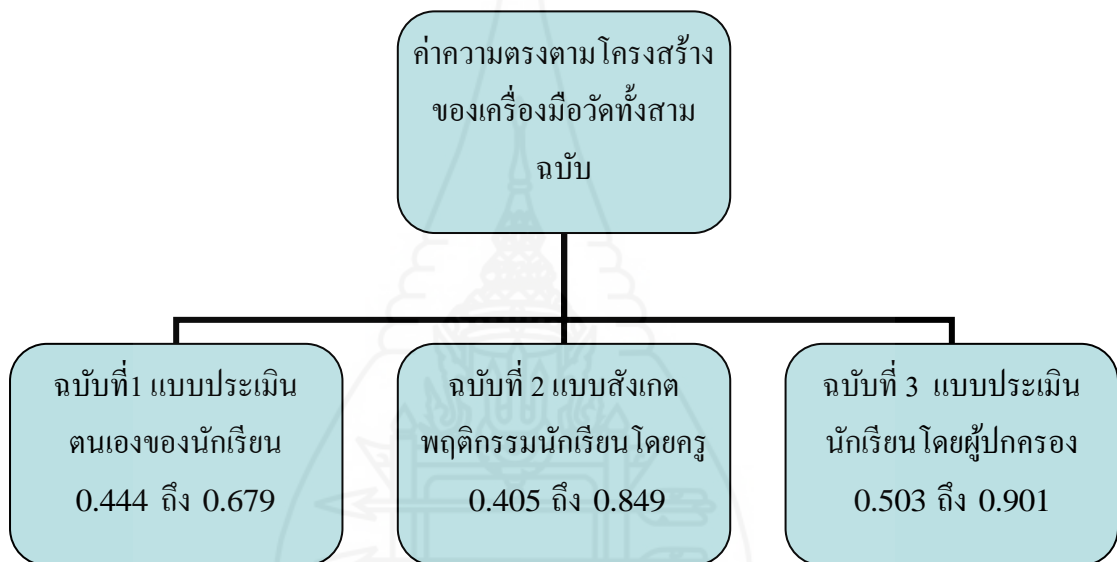 ค่าความตรงตามโครงสร้าง
ของเครื่องมือวัดทั้งสาม
ฉบับ
ฉบับที่1 แบบประเมิน
ตนเองของนักเรียน
0.444 ถึง 0.679
ฉบับที่ 2 แบบสังเกต
พฤติกรรมนักเรียนโดยครู
0.405 ถึง 0.849
ฉบับที่ 3 แบบประเมิน
นักเรียนโดยผู้ปกครอง
0.503 ถึง 0.901